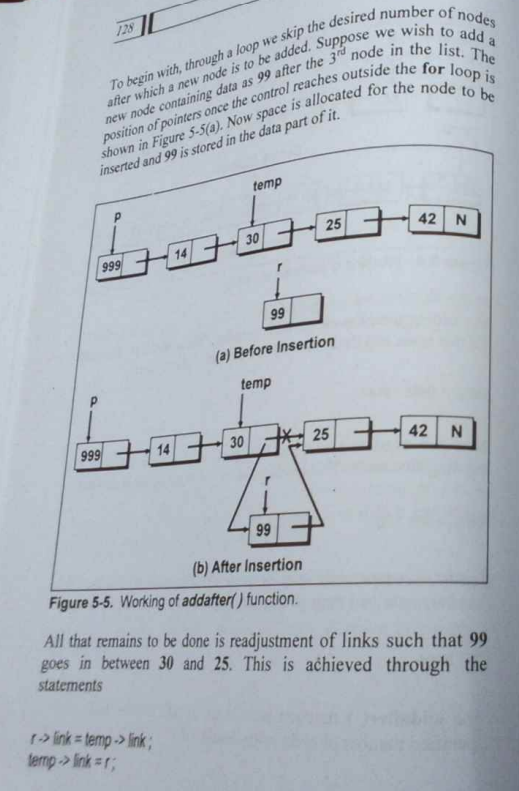 128
To begin with, through a loop we skip the desired number of nodes
after which a new node is to be added. Suppose we wish to add a
new node containing data as 99 after the 3rd node in the list. The
position of pointers once the control reaches outside the for loop is
shown in Figure 5-5(a). Now space is allocated for the node to be
inserted and 99 is stored in the data part of it.
p
temp
999 14 30 25 42 N
r
99
(a) Before Insertion
p
temp
999 14 30 25 42 N
r
99
(b) After Insertion
Figure 5-5. Working of addafter( ) function.
All that remains to be done is readjustment of links such that 99
goes in between 30 and 25. This is achieved through the
statements
r -> link = temp -> link ;
temp -> link = r ;